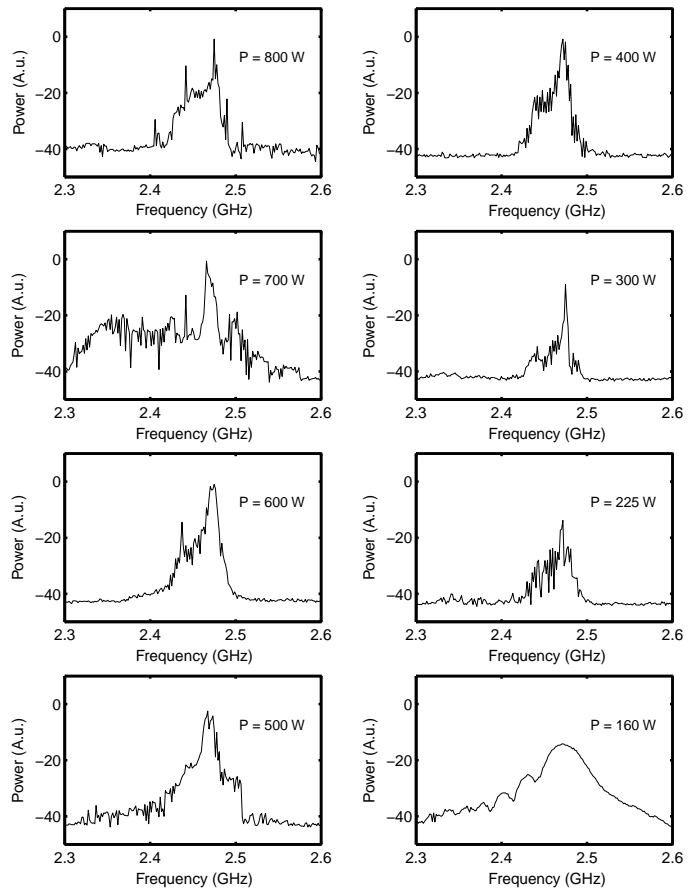 0
−20
−40
Power (A.u.)
P = 800 W
2.3 2.4 2.5 2.6
Frequency (GHz)
0
−20
−40
Power (A.u.)
P = 400 W
2.3 2.4 2.5 2.6
Frequency (GHz)
0
−20
−40
Power (A.u.)
P = 700 W
2.3 2.4 2.5 2.6
Frequency (GHz)
0
−20
−40
Power (A.u.)
P = 300 W
2.3 2.4 2.5 2.6
Frequency (GHz)
0
−20
−40
Power (A.u.)
P = 600 W
2.3 2.4 2.5 2.6
Frequency (GHz)
0
−20
−40
Power (A.u.)
P = 225 W
2.3 2.4 2.5 2.6
Frequency (GHz)
0
−20
−40
Power (A.u.)
P = 500 W
2.3 2.4 2.5 2.6
Frequency (GHz)
0
−20
−40
Power (A.u.)
P = 160 W
2.3 2.4 2.5 2.6
Frequency (GHz)